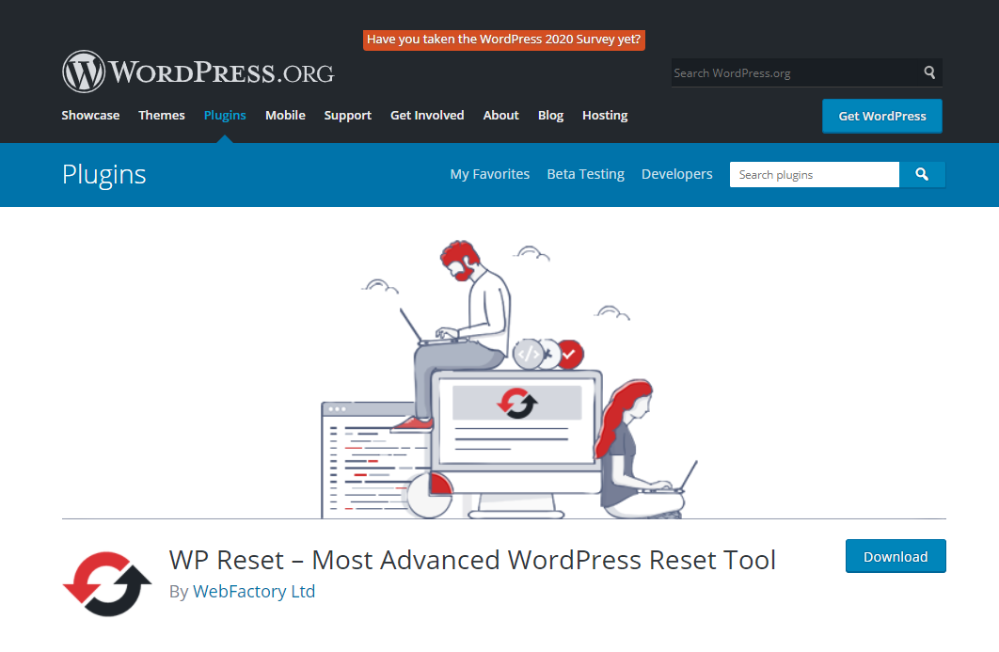 Have you taken the WordPress 2020 Survey yet?
WORDPRESS.ORG
Search WordPress.org
Showcase Themes Plugins Mobile Support Get Involved About Blog Hosting
Get WordPress
Plugins
My Favorites Beta Testing Developers
Search plugins
</>
WP Reset – Most Advanced WordPress Reset Tool
Download
By WebFactory Ltd